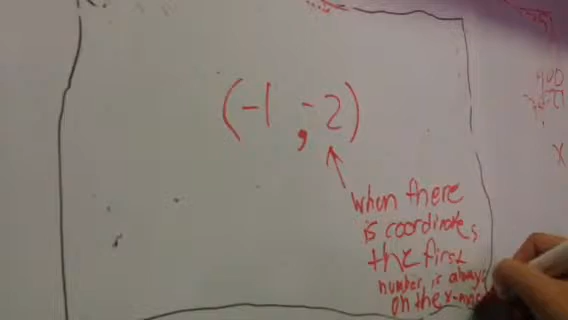 (-1, -2)
when there
is coordinates
the first
number is always
on the
x